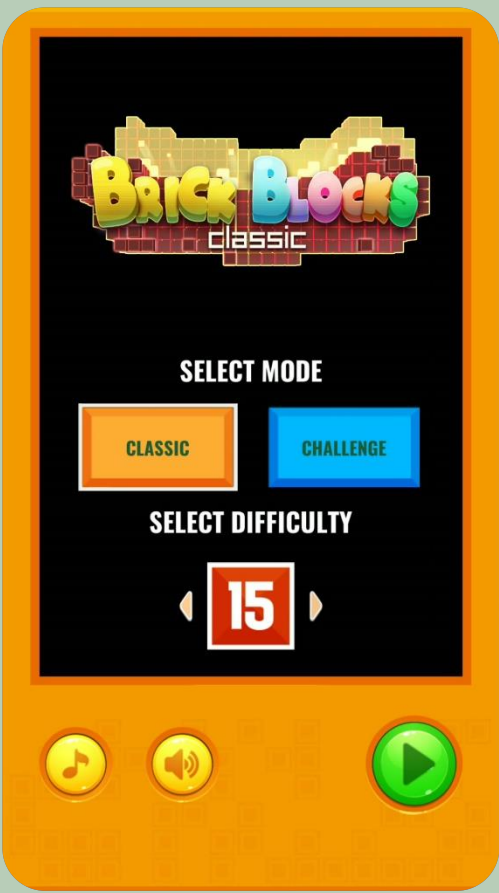 BRICK BLOCKS
classic
SELECT MODE
CLASSIC
CHALLENGE
SELECT DIFFICULTY
15